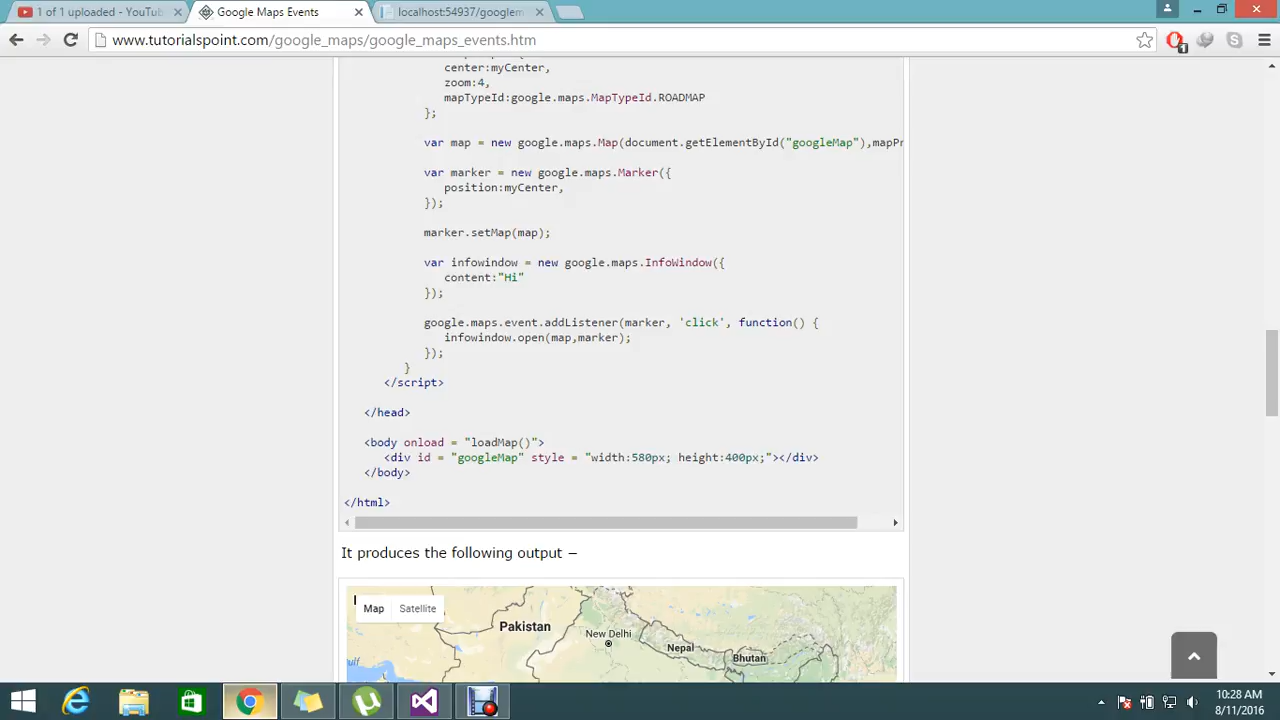 1 of 1 uploaded - YouTub
Google Maps Events
localhost:54937/googlem
www.tutorialspoint.com/google_maps/google_maps_events.htm
1
center:myCenter,
zoom:4,
mapTypeId:google.maps.MapTypeId.ROADMAP
};
var map = new google.maps.Map(document.getElementById("googleMap"),mapPr
var marker = new google.maps.Marker({
position:myCenter,
});
marker.setMap(map);
var infowindow = new google.maps.InfoWindow({
content:"Hi"
});
google.maps.event.addListener(marker, 'click', function() {
infowindow.open(map,marker);
});
}
</script>
</head>
<body onload = "loadMap()">
<div id = "googleMap" style = "width:580px; height:400px;"></div>
</body>
</html>
It produces the following output −
Map
Satellite
Pakistan
New Delhi
Nepal
Bhutan
10:28 AM
8/11/2016